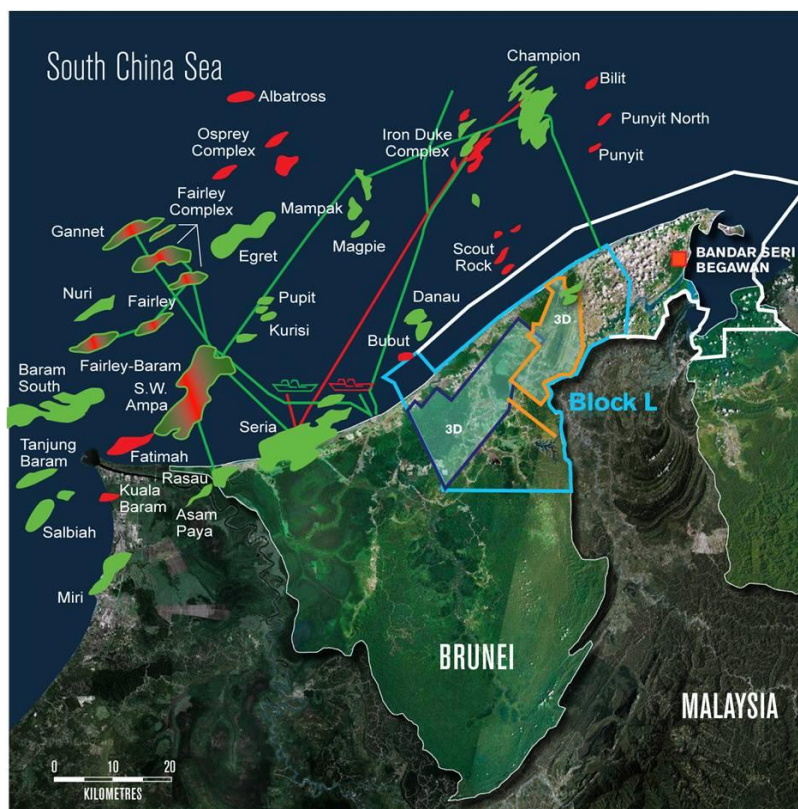 South China Sea
Champion
Bilit
Albatross
Punyit North
Osprey
Complex
Iron Duke
Complex
Punyit
Fairley
Complex
Mampak
Gannet
Magpie
Egret
Scout
Rock
BANDAR SERI
BEGAWAN
Nuri
Fairley
Pupit
Danau
3D
Kurisi
Bubut
Fairley-Baram
Baram
South
S.W.
Ampa
Block L
Seria
3D
Tanjung
Baram
Fatimah
Rasau
Kuala
Baram
Asam
Paya
Salbiah
Miri
BRUNEI
MALAYSIA
0 10 20
KILOMETRES